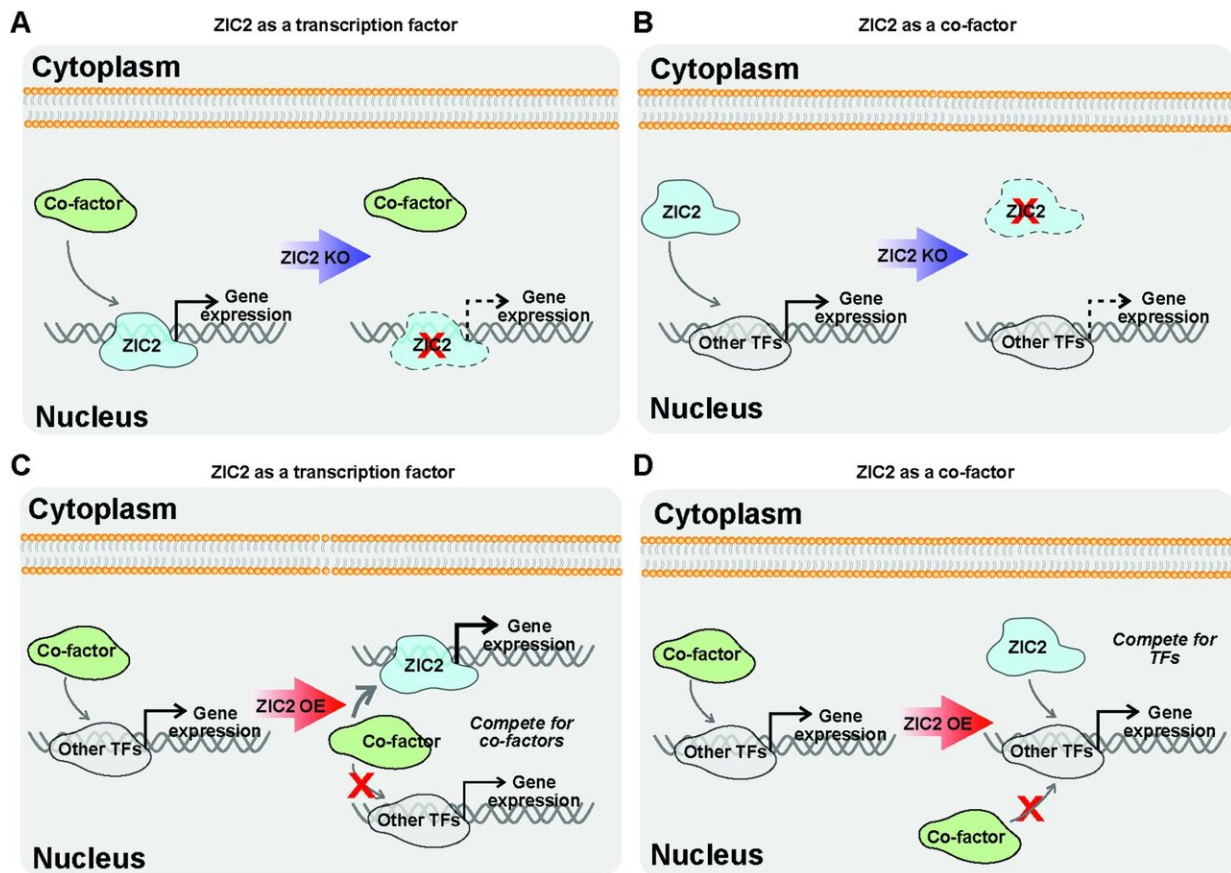 A
ZIC2 as a transcription factor
Cytoplasm
Co-factor
Co-factor
ZIC2 KO
Gene
expression
Gene
expression
ZIC2
ZIC2
X
Nucleus
B
ZIC2 as a co-factor
Cytoplasm
ZIC2
ZIC2
X
ZIC2 KO
Gene
expression
Gene
expression
Other TFs
Other TFs
Nucleus
C
ZIC2 as a transcription factor
Cytoplasm
Gene
expression
Co-factor
ZIC2
ZIC2 OE
Gene
expression
Compete for
co-factors
Other TFs
Co-factor
X
Gene
expression
Other TFs
Nucleus
D
ZIC2 as a co-factor
Cytoplasm
Co-factor
ZIC2
Compete for
TFs
Gene
expression
ZIC2 OE
Gene
expression
Other TFs
Other TFs
X
Co-factor
Nucleus